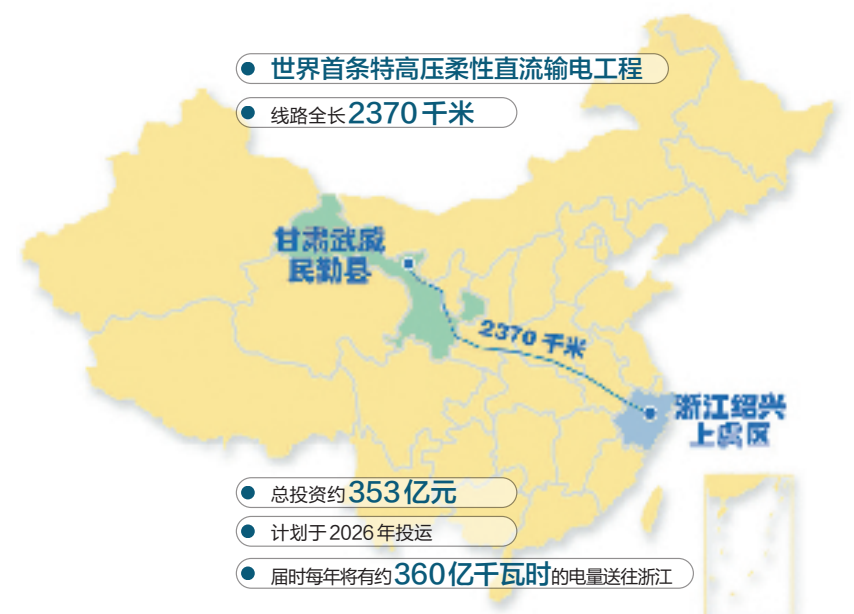 世界首条特高压柔性直流输电工程
线路全长2370千米
甘肃武威
民勤县
2370 千米
浙江绍兴
上虞区
总投资约353亿元
计划于2026年投运
届时每年将有约360亿千瓦时的电量送往浙江